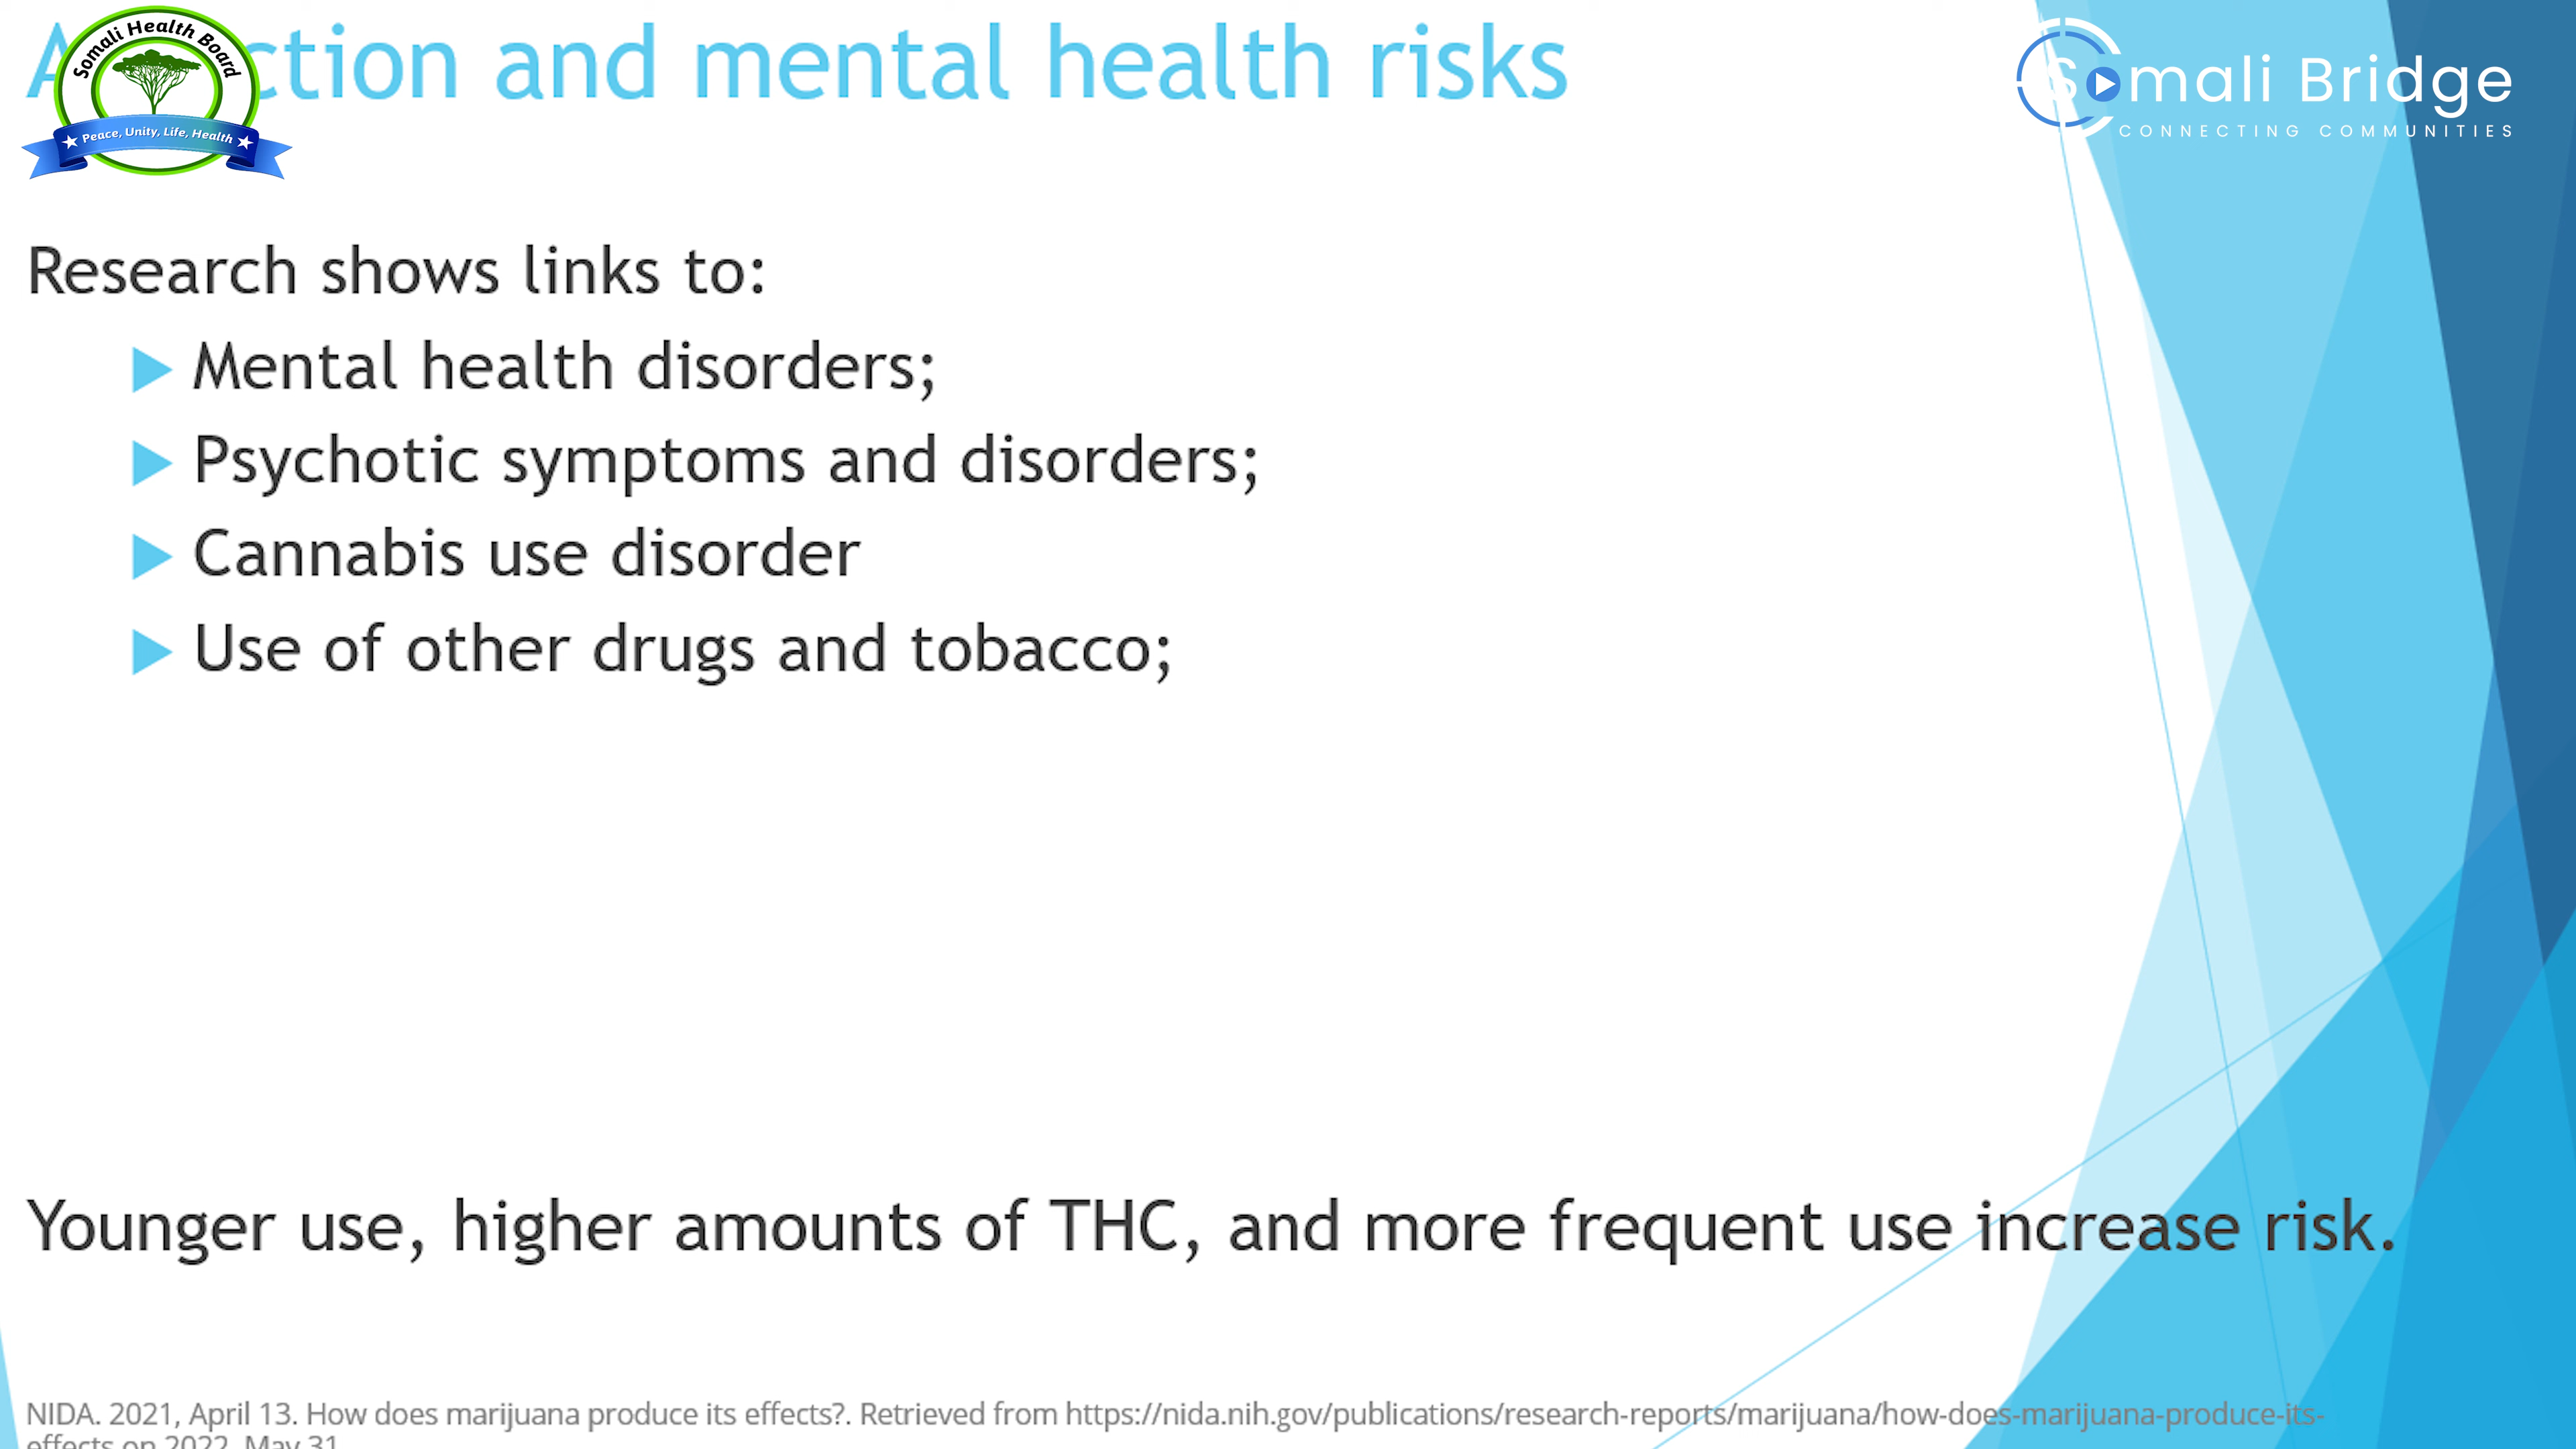 and mental health risks
Somali Health Board
Peace, Unity, Life, Health
Somali Bridge
CONNECTING COMMUNITIES
Research shows links to:
Mental health disorders;
Psychotic symptoms and disorders;
Cannabis use disorder
Use of other drugs and tobacco;
Younger use, higher amounts of THC, and more frequent use increase risk.
NIDA. 2021, April 13. How does marijuana produce its effects?. Retrieved from https://nida.nih.gov/publications/research-reports/marijuana/how-does-marijuana-produce-its-
effects on 2022, May 31